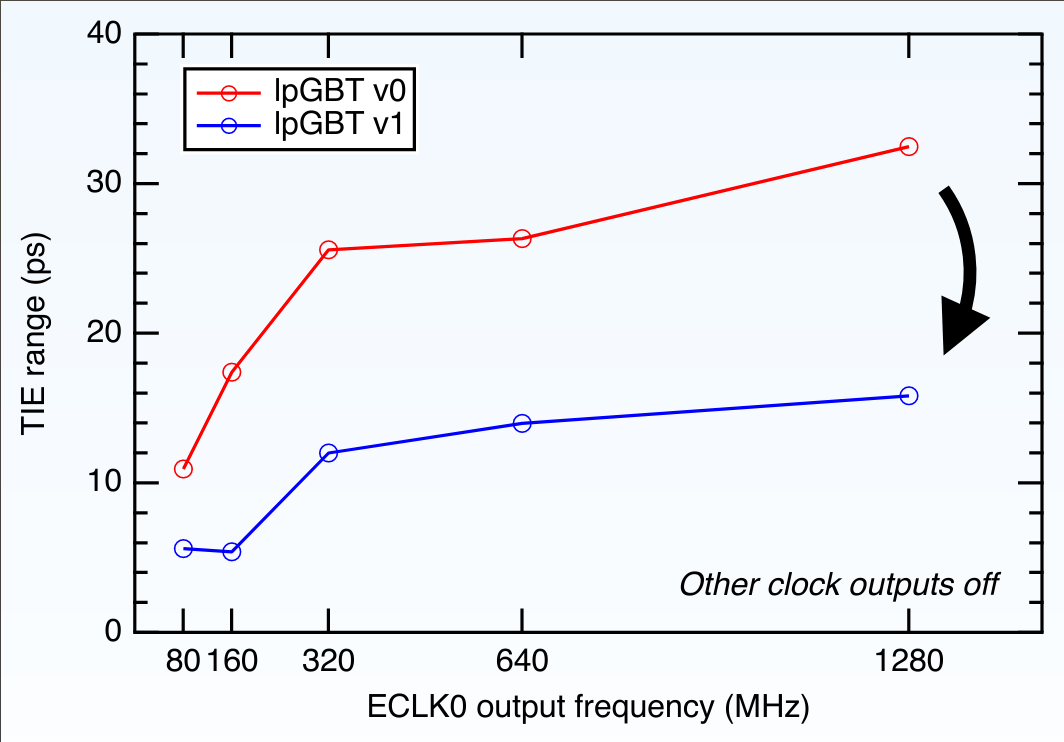 40
30
20
10
0
TIE range (ps)
lpGBT v0
lpGBT v1
Other clock outputs off
80 160 320 640 1280
ECLK0 output frequency (MHz)